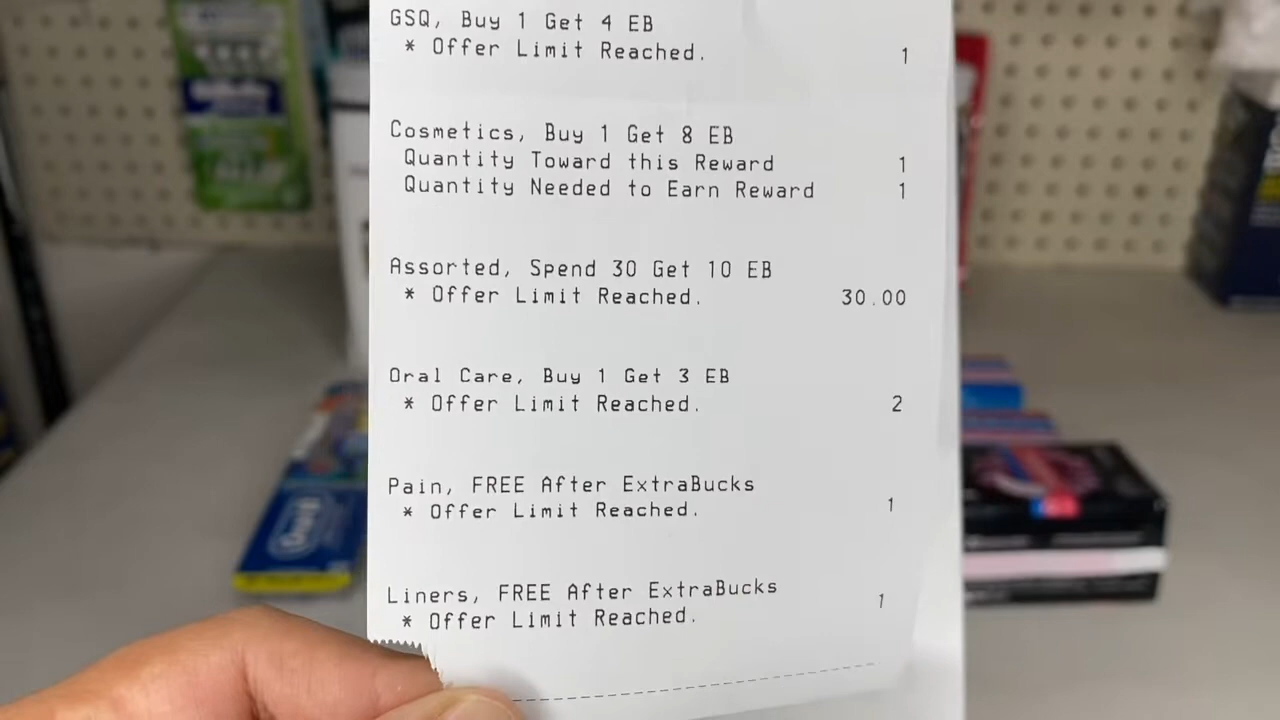 GSQ, Buy 1 Get 4 EB
* Offer Limit Reached. 1
Cosmetics, Buy 1 Get 8 EB
Quantity Toward this Reward 1
Quantity Needed to Earn Reward 1
Assorted, Spend 30 Get 10 EB
* Offer Limit Reached. 30.00
Oral Care, Buy 1 Get 3 EB
* Offer Limit Reached. 2
Pain, FREE After ExtraBucks
* Offer Limit Reached. 1
Liners, FREE After ExtraBucks
* Offer Limit Reached. 1
Gillette
Oral-B